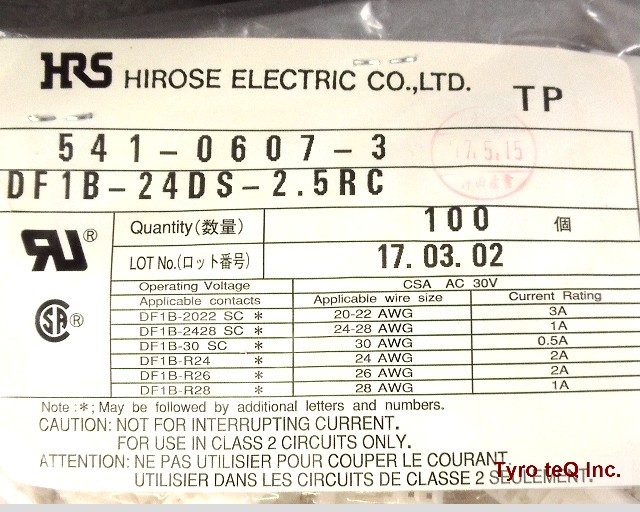 HRS HIROSE ELECTRIC CO.,LTD.
TP
541-0607-3
17.5.15
DF1B-24DS-2.5RC
Quantity(数量) 100 個
LOT No.(ロット番号) 17.03.02
Operating Voltage CSA AC 30V
Applicable contacts Applicable wire size Current Rating
DF1B-2022 SC * 20-22 AWG 3A
DF1B-2428 SC * 24-28 AWG 1A
DF1B-30 SC * 30 AWG 0.5A
DF1B-R24 * 24 AWG 2A
DF1B-R26 * 26 AWG 2A
DF1B-R28 * 28 AWG 1A
Note :*; May be followed by additional letters and numbers.
CAUTION: NOT FOR INTERRUPTING CURRENT.
FOR USE IN CLASS 2 CIRCUITS ONLY.
ATTENTION: NE PAS UTILISER POUR COUPER LE COURANT.
UTILISER DANS LES CIRCUITS DE CLASSE 2 SEULEMENT.
Tyro teQ Inc.